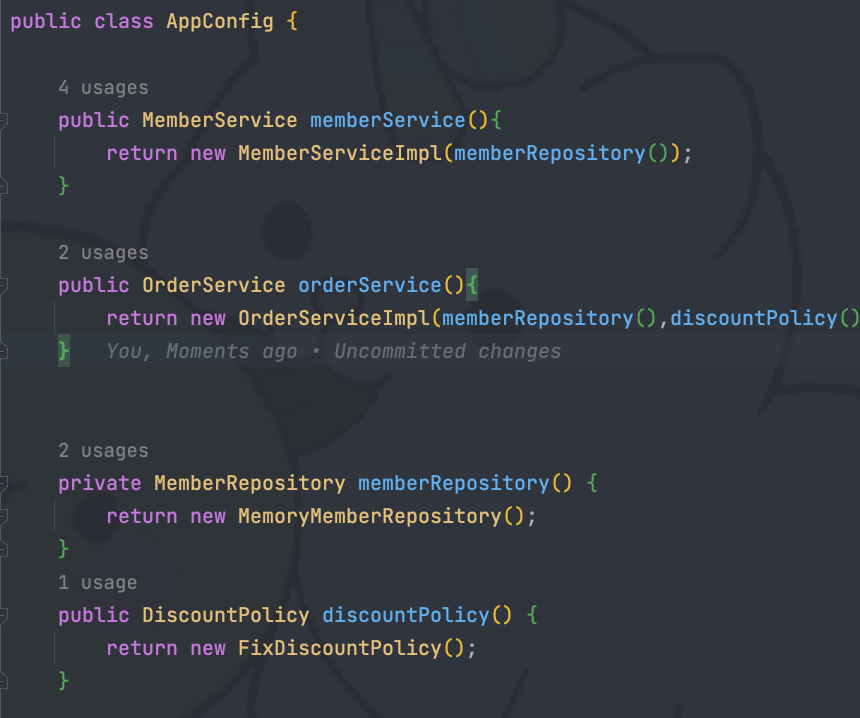 public class AppConfig {
4 usages
public MemberService memberService(){
return new MemberServiceImpl(memberRepository());
}
2 usages
public OrderService orderService(){
return new OrderServiceImpl(memberRepository(),discountPolicy()
} You, Moments ago • Uncommitted changes
2 usages
private MemberRepository memberRepository() {
return new MemoryMemberRepository();
}
1 usage
public DiscountPolicy discountPolicy() {
return new FixDiscountPolicy();
}